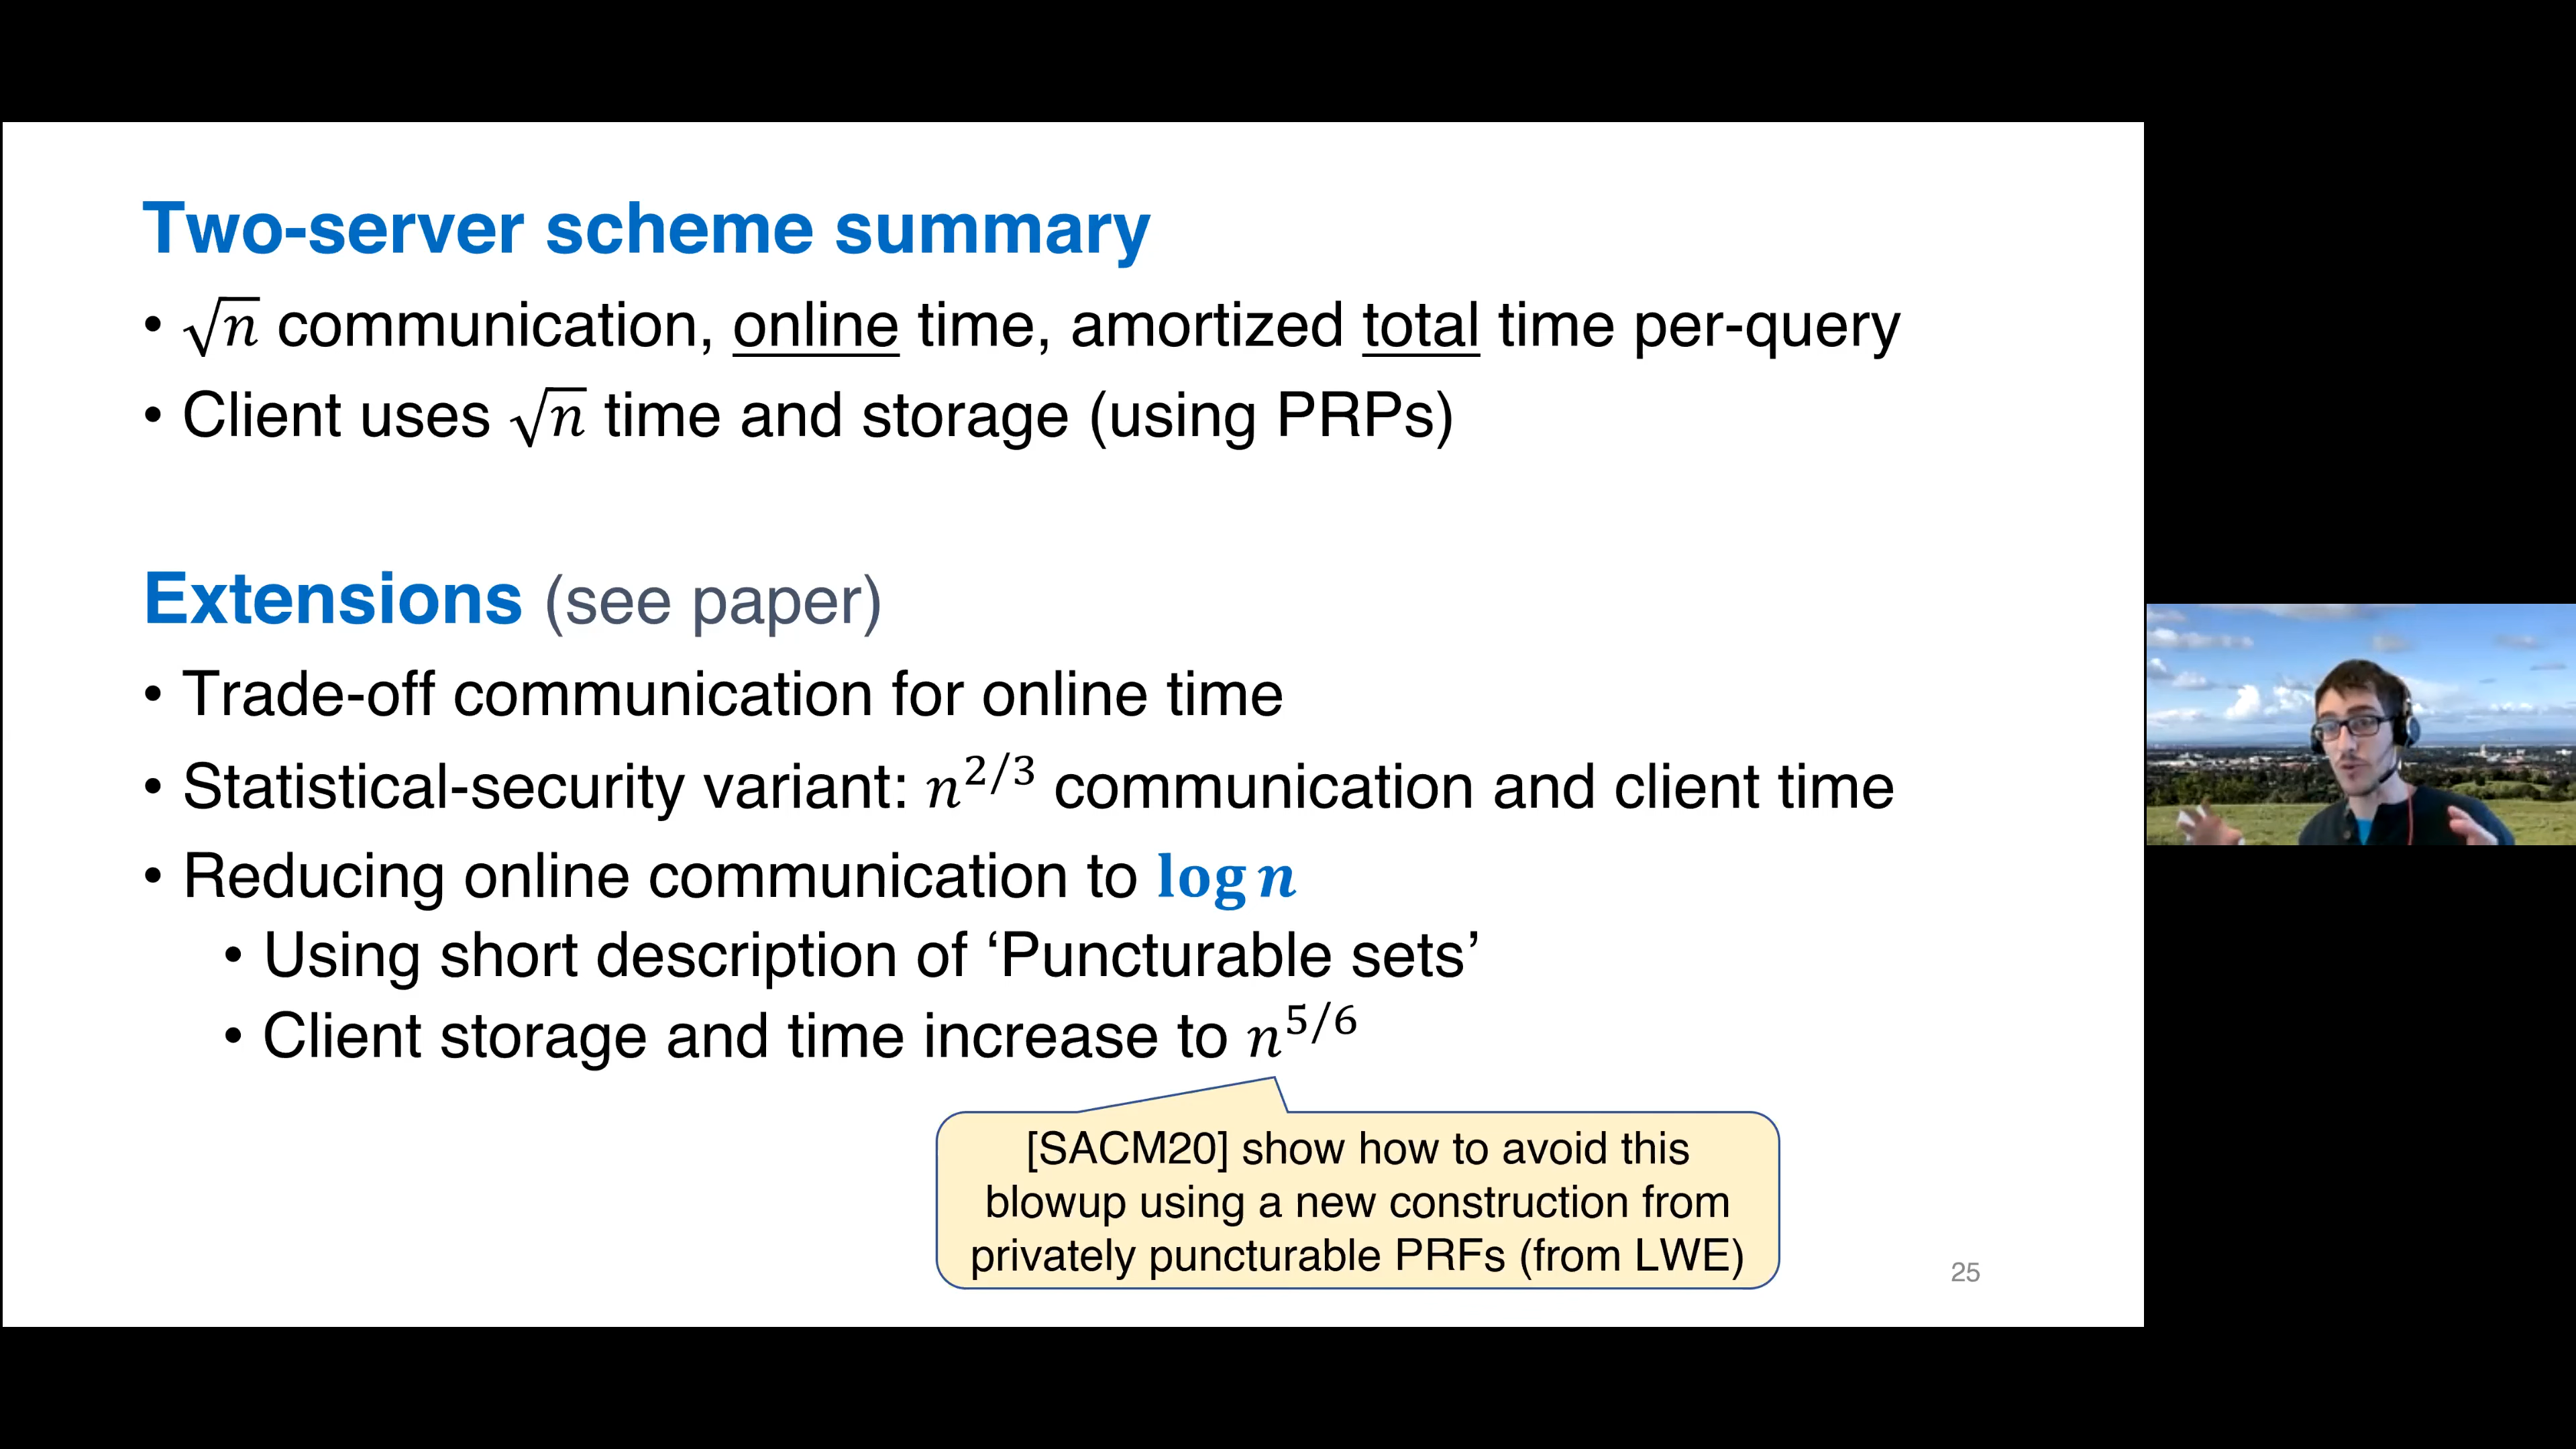 Two-server scheme summary
• √n communication, online time, amortized total time per-query
• Client uses √n time and storage (using PRPs)
Extensions (see paper)
• Trade-off communication for online time
• Statistical-security variant: n^{2/3} communication and client time
• Reducing online communication to log n
• Using short description of ‘Puncturable sets’
• Client storage and time increase to n^{5/6}
[SACM20] show how to avoid this
blowup using a new construction from
privately puncturable PRFs (from LWE)
25